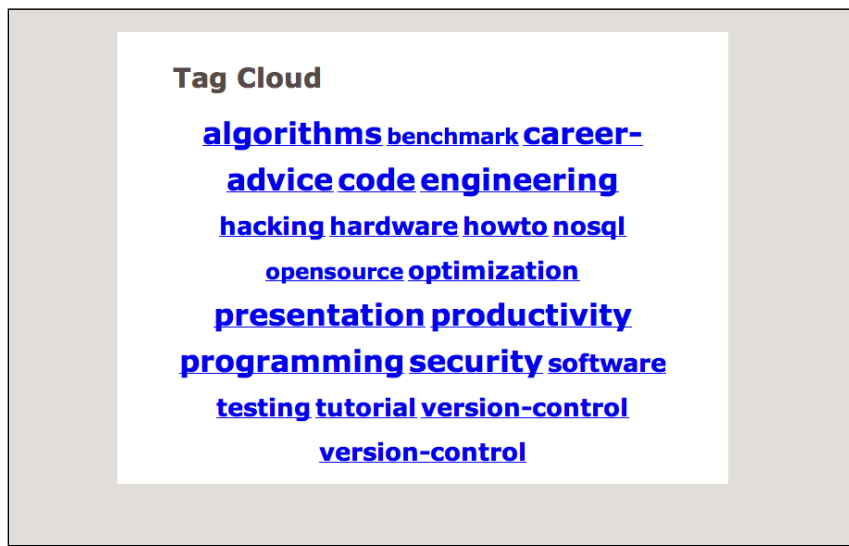 Tag Cloud
algorithms benchmark career-
advice code engineering
hacking hardware howto nosql
opensource optimization
presentation productivity
programming security software
testing tutorial version-control
version-control